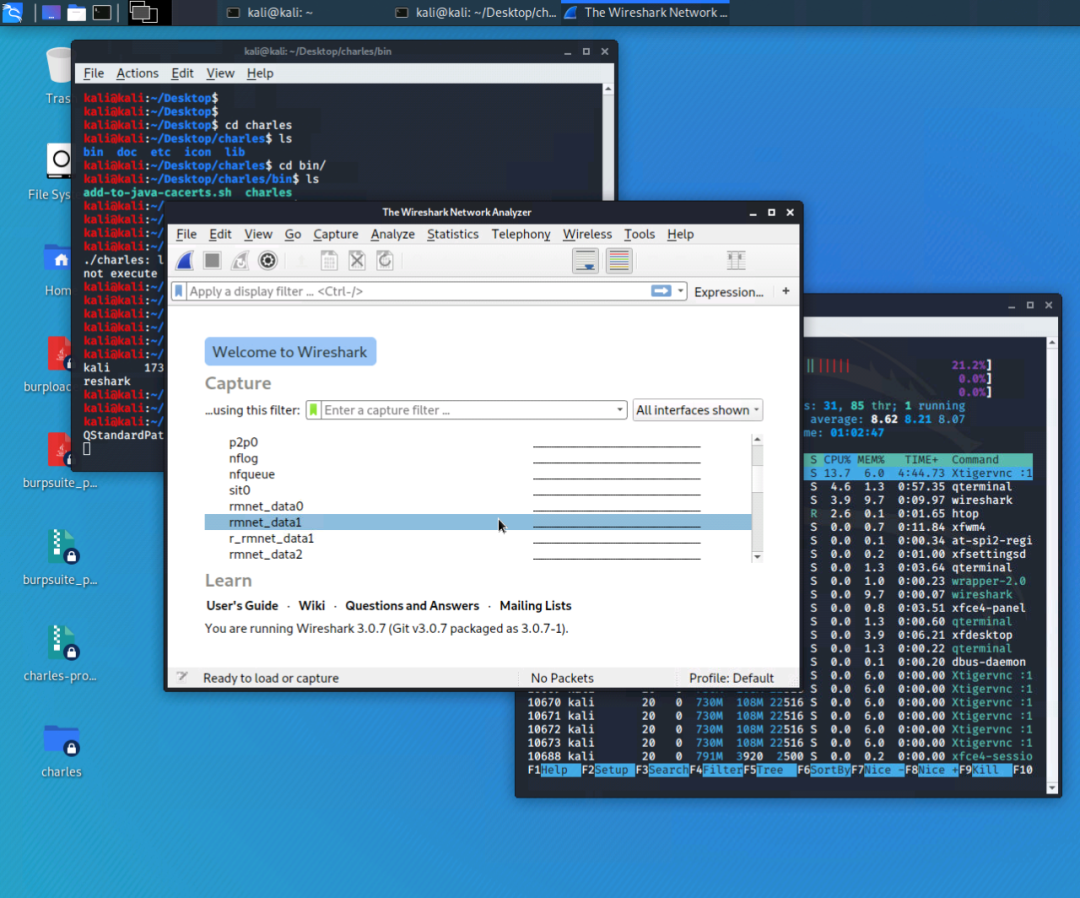 kali@kali: ~
kali@kali: ~/Desktop/ch...
The Wireshark Network ...
Tras
File Sys
Hom
burploac
burpsuite_p...
burpsuite_p...
charles-pro...
charles
kali@kali: ~/Desktop/charles/bin
File Actions Edit View Help
kali@kali:~/Desktop$
kali@kali:~/Desktop$
kali@kali:~/Desktop$ cd charles
kali@kali:~/Desktop/charles$ ls
bin doc etc icon lib
kali@kali:~/Desktop/charles$ cd bin/
kali@kali:~/Desktop/charles/bin$ ls
add-to-java-cacerts.sh charles
kali@kali:~/
kali@kali:~/
kali@kali:~/
kali@kali:~/
./charles: l
not execute
kali@kali:~/
kali@kali:~/
kali@kali:~/
kali@kali:~/
kali@kali:~/
kali@kali:~/
kali 173
reshark
kali@kali:~/
kali@kali:~/
kali@kali:~/
QStandardPat
The Wireshark Network Analyzer
File Edit View Go Capture Analyze Statistics Telephony Wireless Tools Help
Apply a display filter ... <Ctrl-/>
Expression... +
Welcome to Wireshark
Capture
...using this filter: Enter a capture filter ... All interfaces shown
p2p0
nflog
nfqueue
sit0
rmnet_data0
rmnet_data1
r_rmnet_data1
rmnet_data2
Learn
User's Guide · Wiki · Questions and Answers · Mailing Lists
You are running Wireshark 3.0.7 (Git v3.0.7 packaged as 3.0.7-1).
Ready to load or capture No Packets Profile: Default
21.2%]
0.0%]
0.0%]
s: 31, 85 thr; 1 running
average: 8.62 8.21 8.07
me: 01:02:47
S CPU% MEM% TIME+ Command
S 13.7 6.0 4:44.73 Xtigervnc :1
S 4.6 1.3 0:57.35 qterminal
S 3.9 9.7 0:09.97 wireshark
R 2.6 0.1 0:01.65 htop
S 0.0 0.7 0:11.84 xfwm4
S 0.0 0.1 0:00.34 at-spi2-regi
S 0.0 0.2 0:01.00 xfsettingsd
S 0.0 1.3 0:03.64 qterminal
S 0.0 1.0 0:00.23 wrapper-2.0
S 0.0 9.7 0:00.07 wireshark
S 0.0 0.8 0:03.51 xfce4-panel
S 0.0 1.3 0:00.60 qterminal
S 0.0 3.9 0:06.21 xfdesktop
S 0.0 1.3 0:00.22 qterminal
S 0.0 0.1 0:00.20 dbus-daemon
S 0.0 6.0 0:00.00 Xtigervnc :1
S 0.0 6.0 0:00.00 Xtigervnc :1
10670 kali 20 0 730M 108M 22516 S 0.0 6.0 0:00.00 Xtigervnc :1
10671 kali 20 0 730M 108M 22516 S 0.0 6.0 0:00.00 Xtigervnc :1
10672 kali 20 0 730M 108M 22516 S 0.0 6.0 0:00.00 Xtigervnc :1
10673 kali 20 0 730M 108M 22516 S 0.0 6.0 0:00.00 Xtigervnc :1
10688 kali 20 0 791M 3920 2500 S 0.0 0.2 0:00.00 xfce4-sessio
F1Help F2Setup F3SearchF4FilterF5Tree F6SortByF7Nice -F8Nice +F9Kill F10